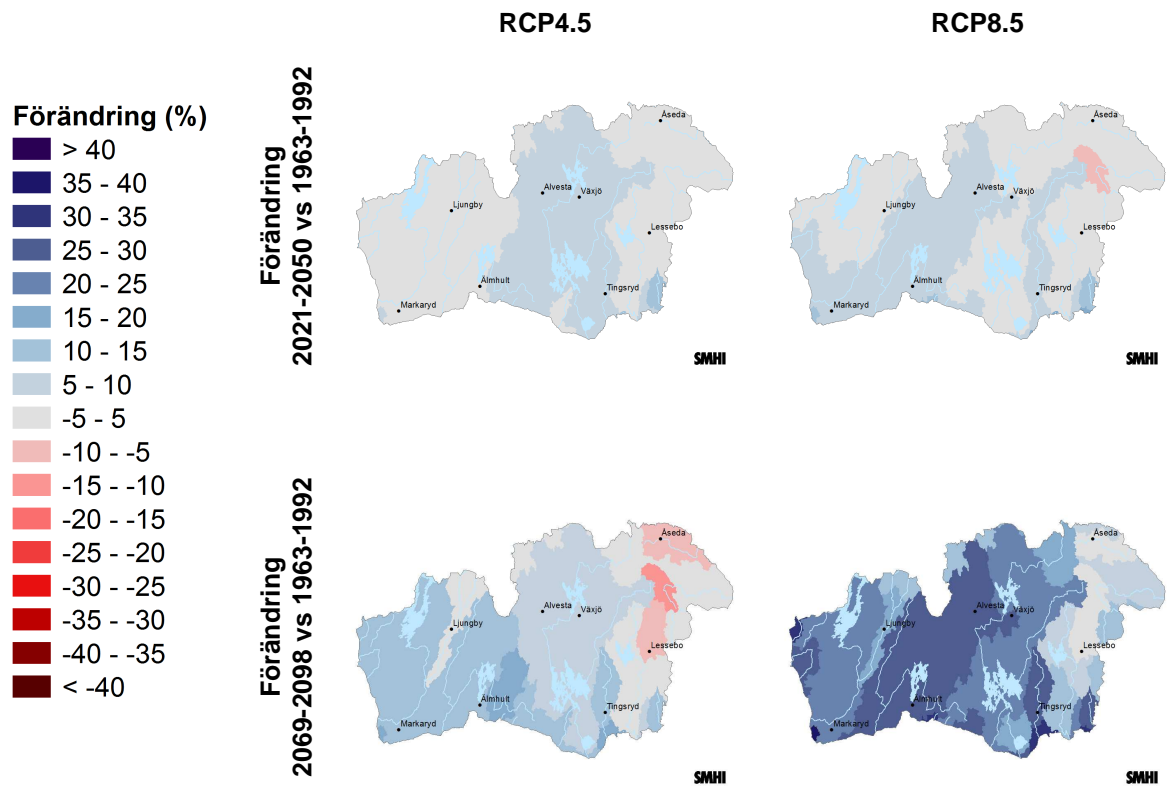 RCP4.5
RCP8.5
Förändring (%)
> 40
35 - 40
30 - 35
25 - 30
20 - 25
15 - 20
10 - 15
5 - 10
-5 - 5
-10 - -5
-15 - -10
-20 - -15
-25 - -20
-30 - -25
-35 - -30
-40 - -35
< -40
Förändring
2021-2050 vs 1963-1992
Åseda
Alvesta
Växjö
Ljungby
Lessebo
Älmhult
Tingsryd
Markaryd
SMHI
Åseda
Alvesta
Växjö
Ljungby
Lessebo
Älmhult
Tingsryd
Markaryd
SMHI
Förändring
2069-2098 vs 1963-1992
Åseda
Alvesta
Växjö
Ljungby
Lessebo
Älmhult
Tingsryd
Markaryd
SMHI
Åseda
Alvesta
Växjö
Ljungby
Lessebo
Älmhult
Tingsryd
Markaryd
SMHI